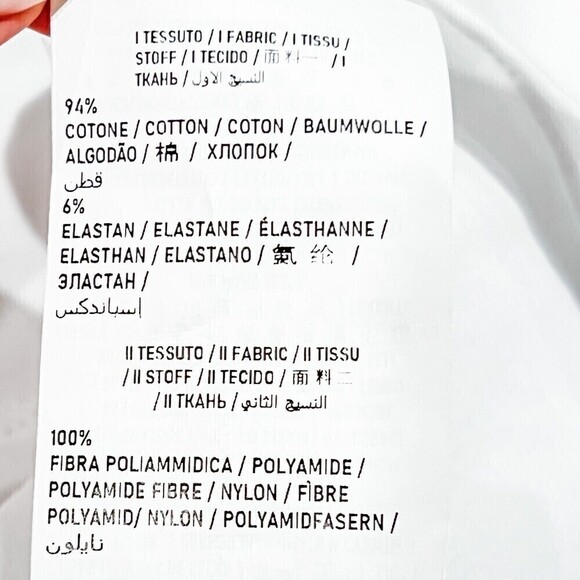 I TESSUTO / I FABRIC / I TISSU /
STOFF / I TECIDO / 面料一 / I
ТКАНЬ / النسيج الاول
94%
COTONE / COTTON / COTON / BAUMWOLLE /
ALGODÃO / 棉 / ХЛОПОК /
قطن
6%
ELASTAN / ELASTANE / ÉLASTHANNE /
ELASTHAN / ELASTANO / 氨纶 /
ЭЛАСТАН /
إسباندكس
II TESSUTO / II FABRIC / II TISSU
/ II STOFF / II TECIDO / 面料二
/ II ТКАНЬ / النسيج الثاني
100%
FIBRA POLIAMMIDICA / POLYAMIDE /
POLYAMIDE FIBRE / NYLON / FÌBRE
POLYAMID/ NYLON / POLYAMIDFASERN /
نايلون